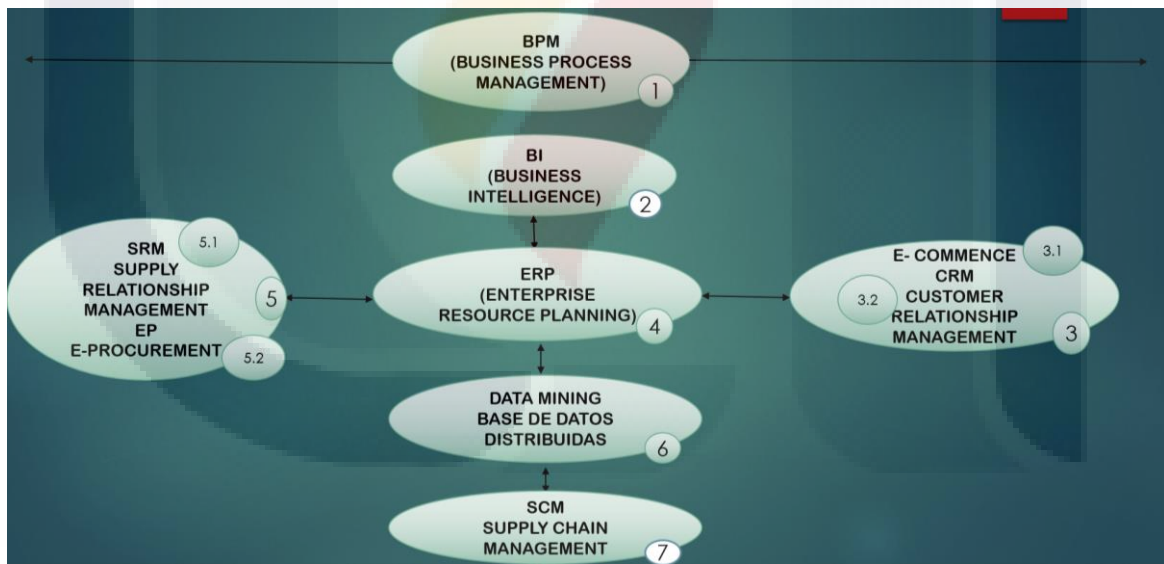 BPM
(BUSINESS PROCESS
MANAGEMENT)
1
BI
(BUSINESS
INTELLIGENCE)
2
SRM
5.1
SUPPLY
RELATIONSHIP
5
MANAGEMENT
EP
E-PROCUREMENT
5.2
ERP
(ENTERPRISE
RESOURCE PLANNING)
4
E- COMMENCE
3.1
CRM
3.2
CUSTOMER
RELATIONSHIP
MANAGEMENT
3
DATA MINING
BASE DE DATOS
DISTRIBUIDAS
6
SCM
SUPPLY CHAIN
MANAGEMENT
7